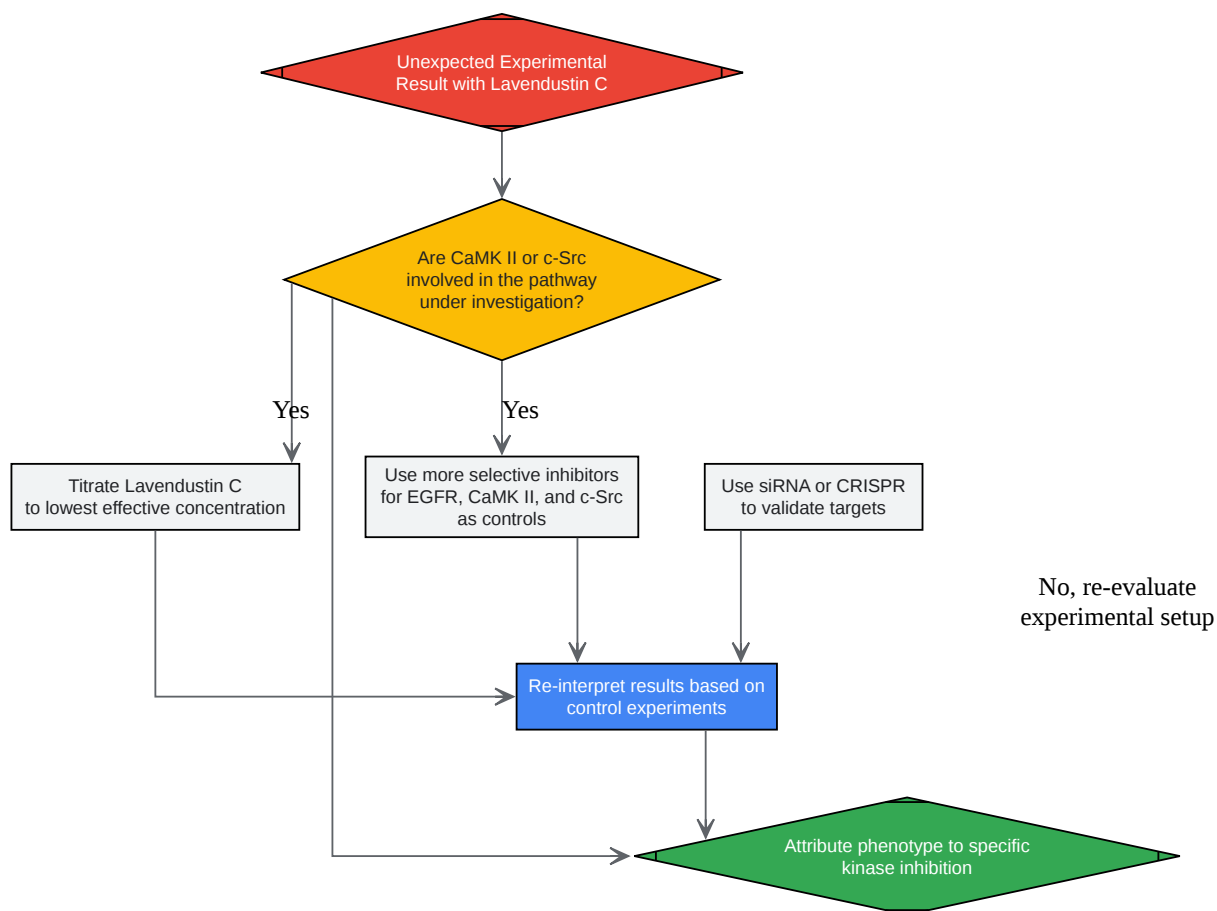 Unexpected Experimental
Result with Lavendustin C
Are CaMK II or c-Src
involved in the pathway
under investigation?
Yes
Yes
Titrate Lavendustin C
to lowest effective concentration
Use more selective inhibitors
for EGFR, CaMK II, and c-Src
as controls
Use siRNA or CRISPR
to validate targets
No, re-evaluate
experimental setup
Re-interpret results based on
control experiments
Attribute phenotype to specific
kinase inhibition